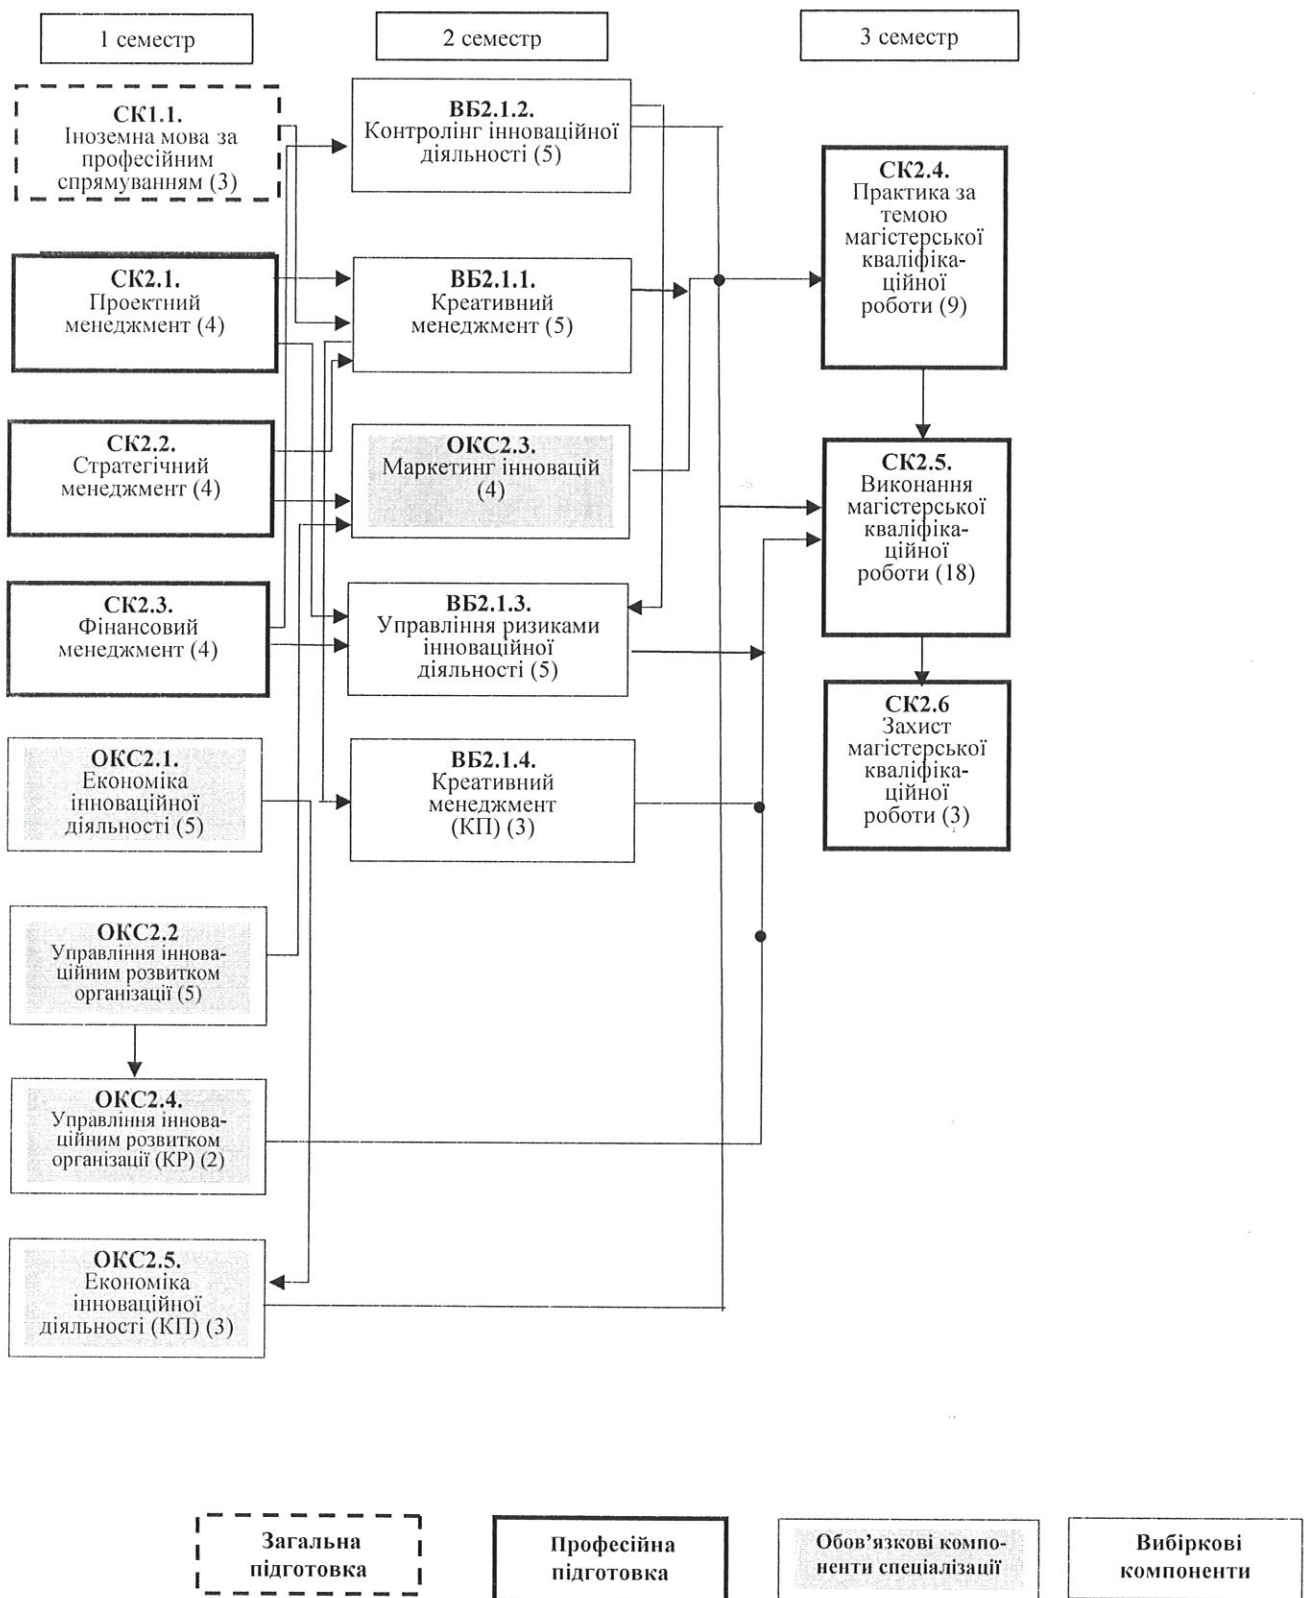 1 семестр
2 семестр
3 семестр
СК1.1.
Іноземна мова за
професійним
спрямуванням (3)
СК2.1.
Проектний
менеджмент (4)
СК2.2.
Стратегічний
менеджмент (4)
СК2.3.
Фінансовий
менеджмент (4)
ОКС2.1.
Економіка
інноваційної
діяльності (5)
ОКС2.2
Управління іннова-
ційним розвитком
організації (5)
ОКС2.4.
Управління іннова-
ційним розвитком
організації (КР) (2)
ОКС2.5.
Економіка
інноваційної
діяльності (КП) (3)
ВБ2.1.2.
Контролінг інноваційної
діяльності (5)
ВБ2.1.1.
Креативний
менеджмент (5)
ОКС2.3.
Маркетинг інновацій
(4)
ВБ2.1.3.
Управління ризиками
інноваційної
діяльності (5)
ВБ2.1.4.
Креативний
менеджмент
(КП) (3)
СК2.4.
Практика за
темою
магістерської
кваліфіка-
ційної
роботи (9)
СК2.5.
Виконання
магістерської
кваліфіка-
ційної
роботи (18)
СК2.6
Захист
магістерської
кваліфіка-
ційної
роботи (3)
Загальна
підготовка
Професійна
підготовка
Обов’язкові компо-
ненти спеціалізації
Вибіркові
компоненти